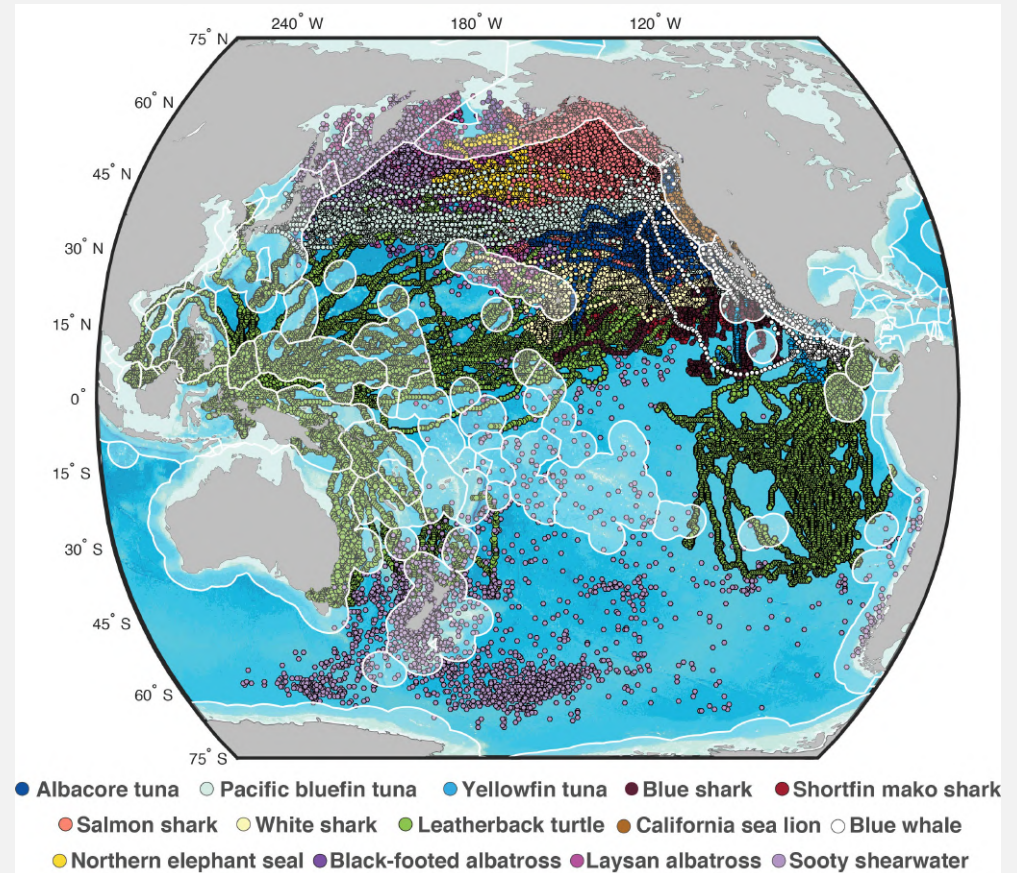 240° W 180° W 120° W
75° N
60° N
45° N
30° N
15° N
0°
15° S
30° S
45° S
60° S
75° S
Albacore tuna Pacific bluefin tuna Yellowfin tuna Blue shark Shortfin mako shark
Salmon shark White shark Leatherback turtle California sea lion Blue whale
Northern elephant seal Black-footed albatross Laysan albatross Sooty shearwater